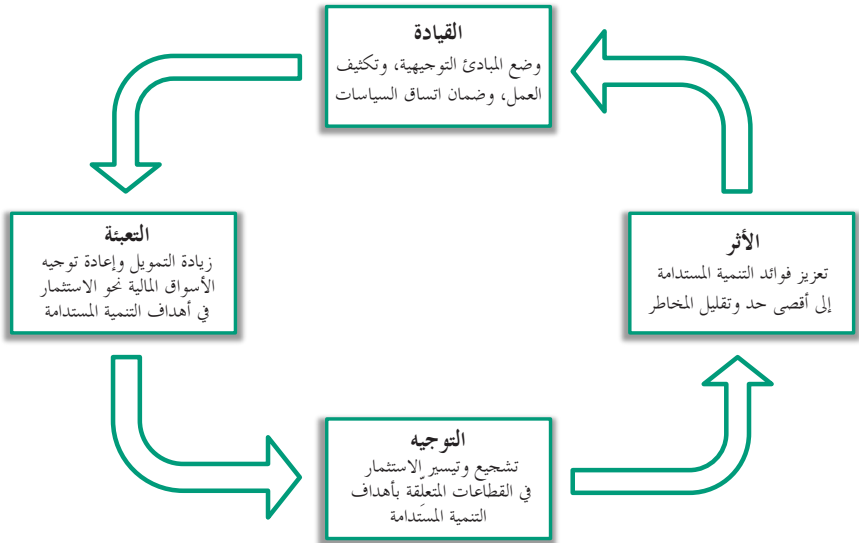 القيادة
وضع المبادئ التوجيهية، وتكثيف
العمل، وضمان اتساق السياسات
التعبئة
زيادة التمويل وإعادة توجيه
الأسواق المالية نحو الاستثمار
في أهداف التنمية المستدامة
التوجيه
تشجيع وتيسير الاستثمار
في القطاعات المتعلِّقة بأهداف
التنمية المستدامة
الأثر
تعزيز فوائد التنمية المستدامة
إلى أقصى حد وتقليل المخاطر